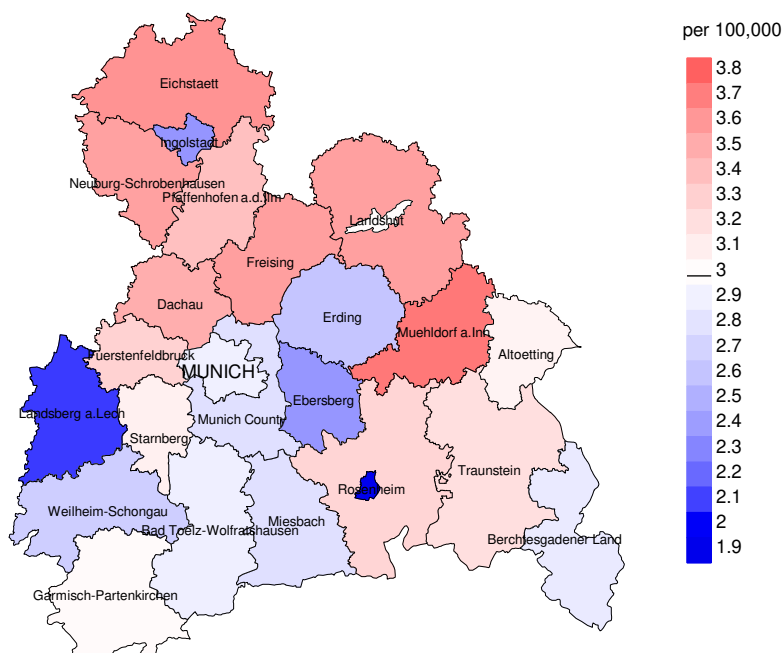 per 100,000
3.8
3.7
3.6
3.5
3.4
3.3
3.2
3.1
3
2.9
2.8
2.7
2.6
2.5
2.4
2.3
2.2
2.1
2
1.9
Eichstaett
Ingolstadt
Neuburg-Schrobenhausen
Pfaffenhofen a.d.Ilm
Landshut
Freising
Dachau
Erding
Muehldorf a.Inn
Altoetting
Fuerstenfeldbruck
MUNICH
Ebersberg
Landsberg a.Lech
Munich County
Starnberg
Traunstein
Rosenheim
Weilheim-Schongau
Miesbach
Bad Toelz-Wolfratshausen
Berchtesgadener Land
Garmisch-Partenkirchen